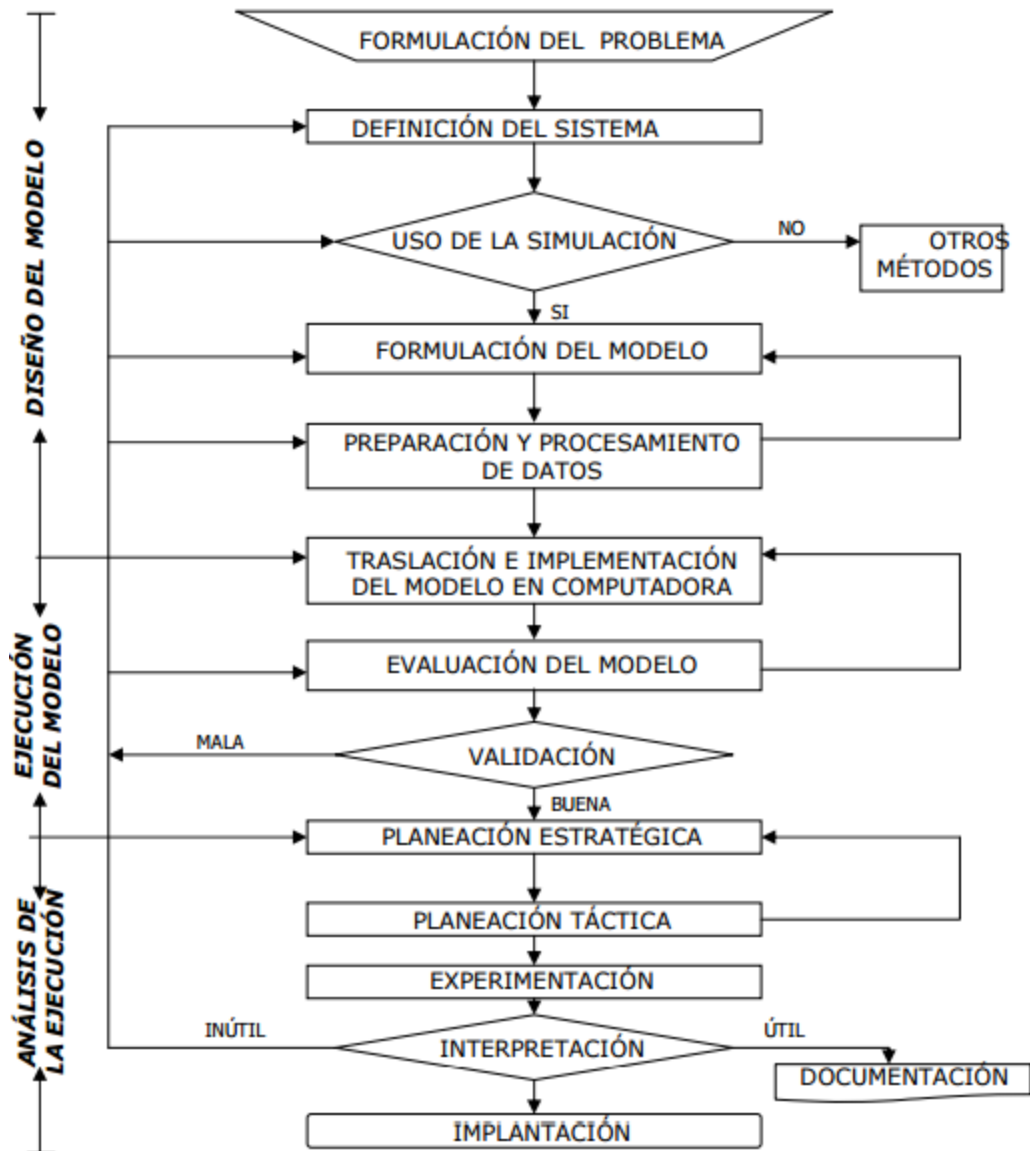 FORMULACIÓN DEL PROBLEMA
DEFINICIÓN DEL SISTEMA
USO DE LA SIMULACIÓN
NO
OTROS
MÉTODOS
SI
FORMULACIÓN DEL MODELO
PREPARACIÓN Y PROCESAMIENTO
DE DATOS
TRASLACIÓN E IMPLEMENTACIÓN
DEL MODELO EN COMPUTADORA
EVALUACIÓN DEL MODELO
MALA
VALIDACIÓN
BUENA
PLANEACIÓN ESTRATÉGICA
PLANEACIÓN TÁCTICA
EXPERIMENTACIÓN
INÚTIL
INTERPRETACIÓN
ÚTIL
DOCUMENTACIÓN
IMPLANTACIÓN
DISEÑO DEL MODELO
EJECUCIÓN
DEL MODELO
ANÁLISIS DE
LA EJECUCIÓN